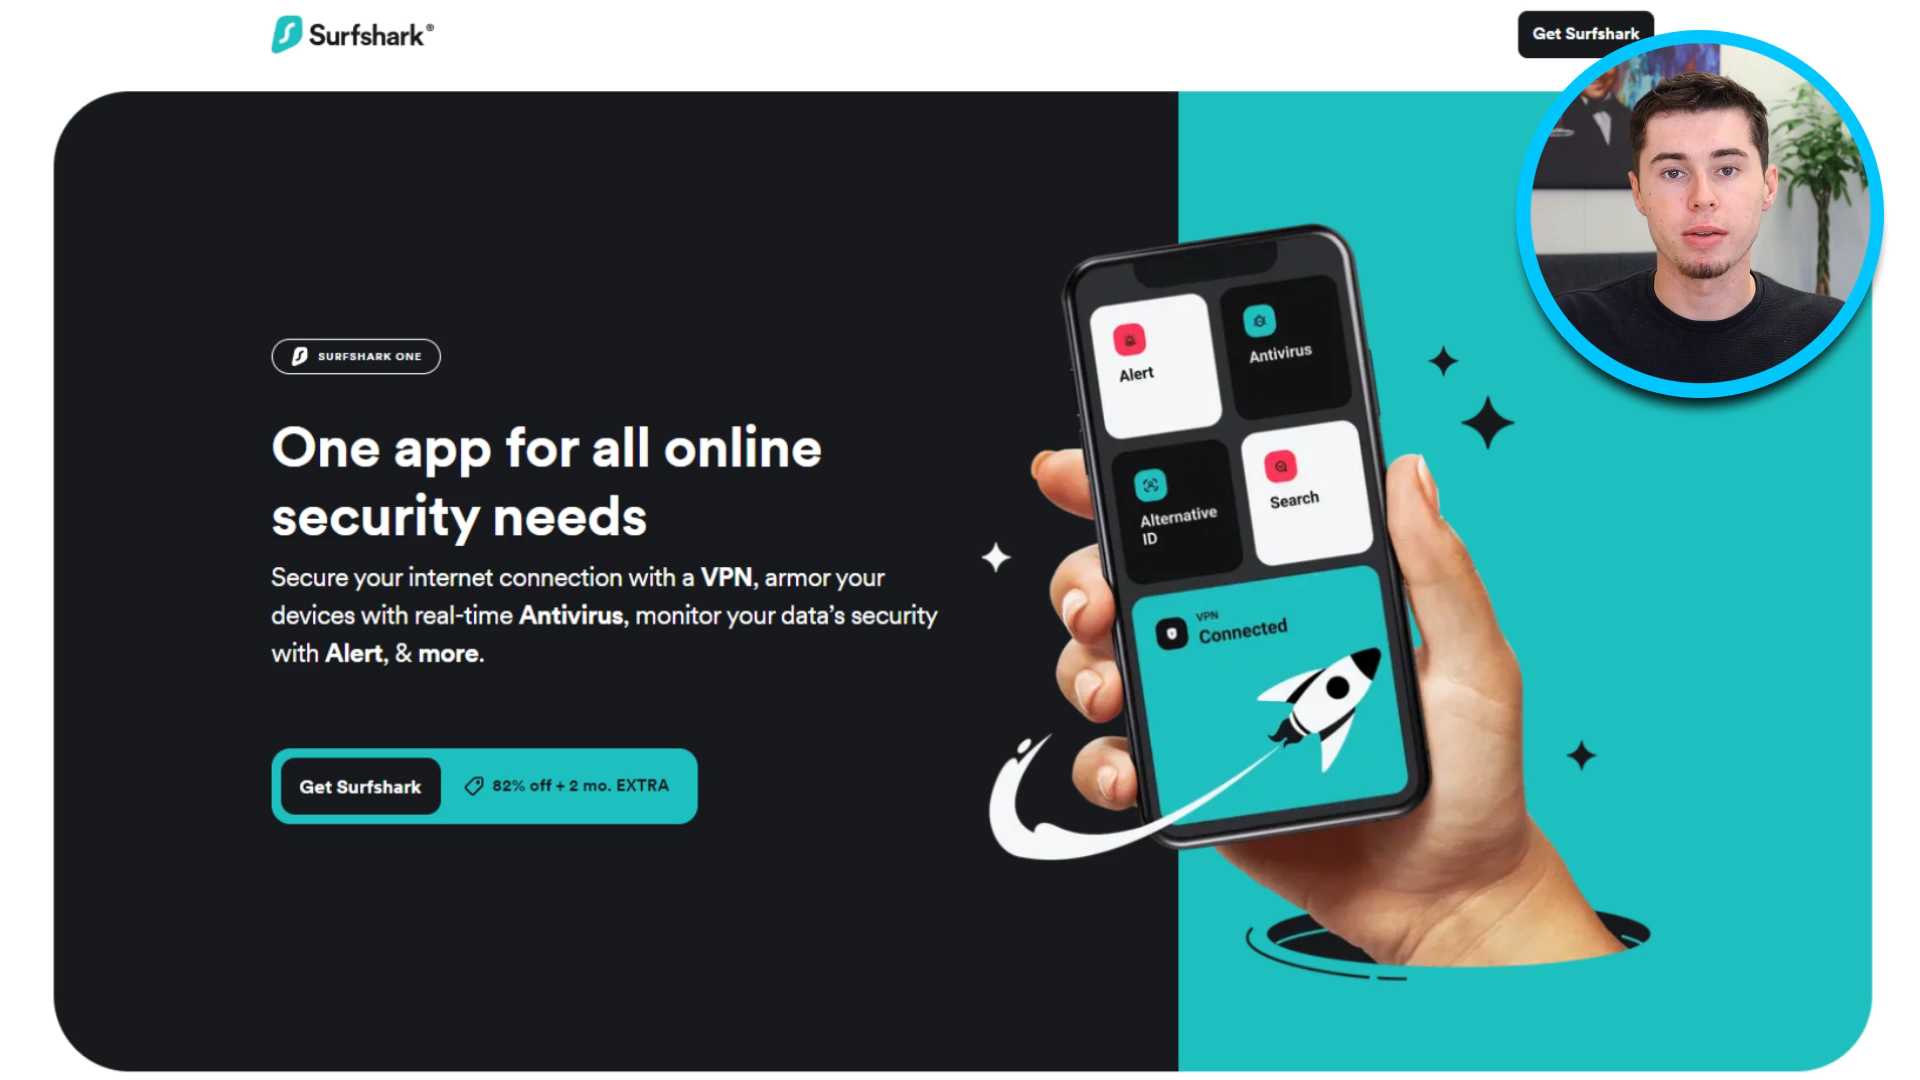 Surfshark®
Get Surfshark
SURFSHARK ONE
One app for all online
security needs
Secure your internet connection with a VPN, armor your
devices with real-time Antivirus, monitor your data’s security
with Alert, & more.
Get Surfshark
82% off + 2 mo. EXTRA
Alert
Antivirus
Alternative
ID
Search
VPN
Connected